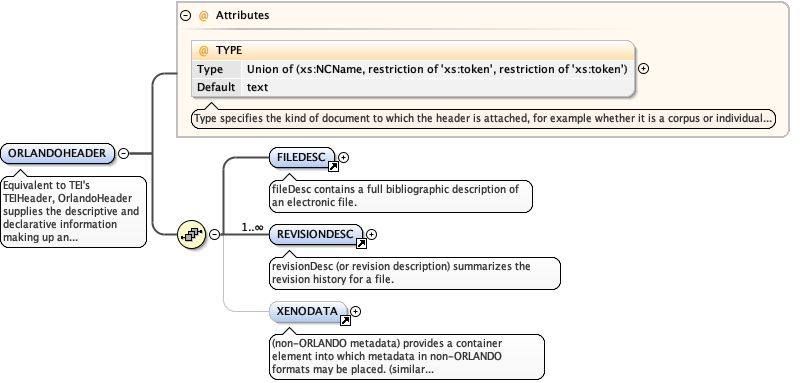 @ Attributes
@ TYPE
Type Union of (xs:NCName, restriction of 'xs:token', restriction of 'xs:token')
Default text
Type specifies the kind of document to which the header is attached, for example whether it is a corpus or individual...
ORLANDOHEADER
Equivalent to TEI's
TEIHeader, OrlandoHeader
supplies the descriptive and
declarative information
making up an...
FILEDESC
fileDesc contains a full bibliographic description of
an electronic file.
1..∞
REVISIONDESC
revisionDesc (or revision description) summarizes the
revision history for a file.
XENODATA
(non-ORLANDO metadata) provides a container
element into which metadata in non-ORLANDO
formats may be placed. (similar...